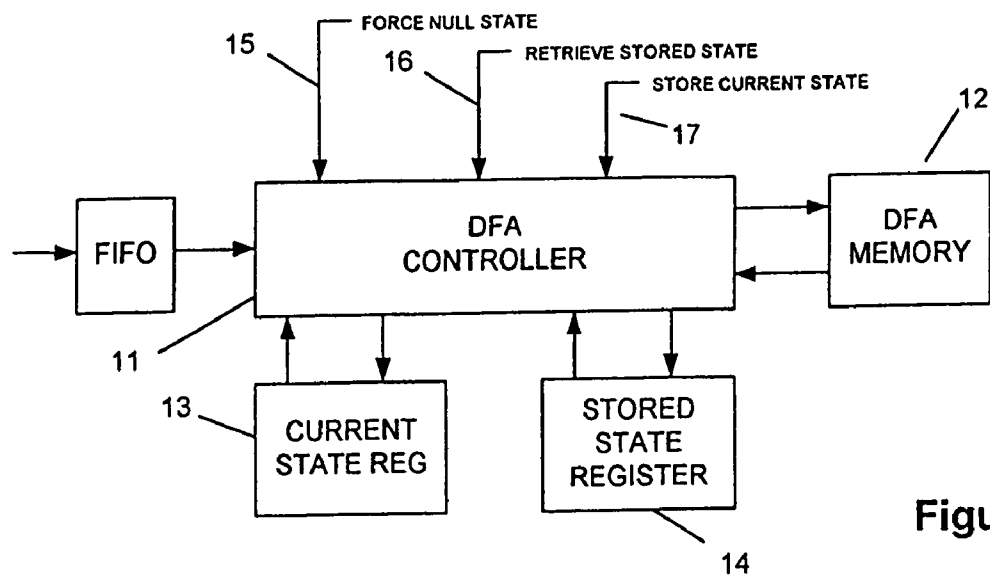 FORCE NULL STATE
15
16
RETRIEVE STORED STATE
STORE CURRENT STATE
17
12
FIFO
DFA
CONTROLLER
DFA
MEMORY
11
13
CURRENT
STATE REG
STORED
STATE
REGISTER
14